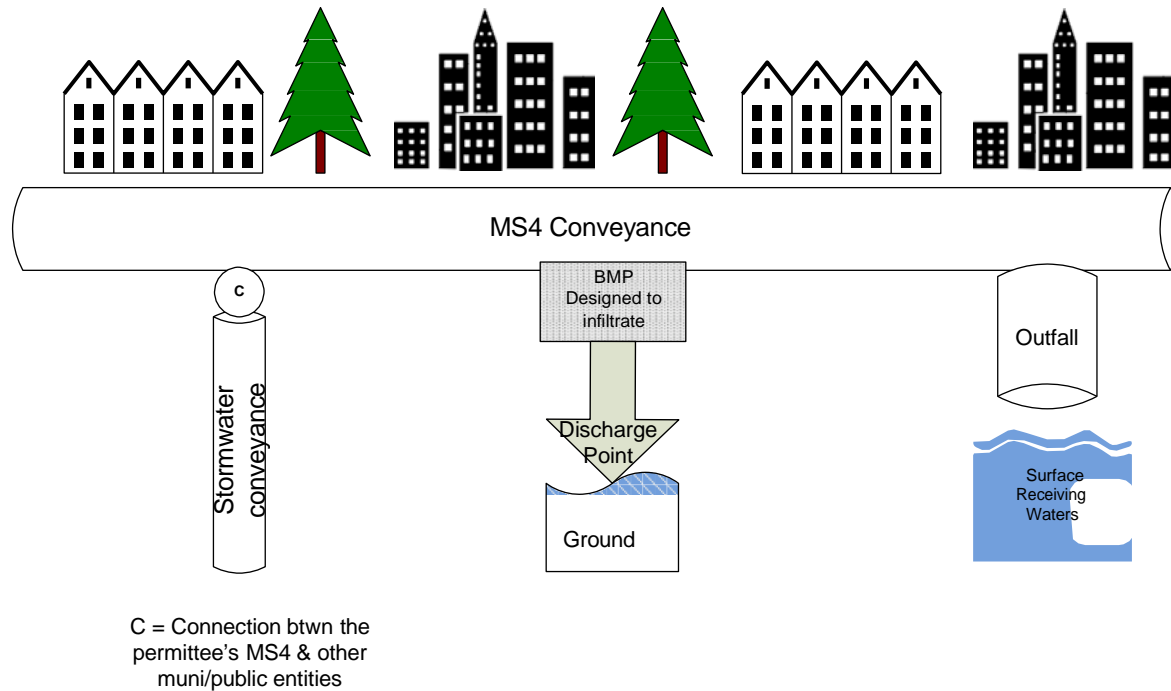 MS4 Conveyance
C
Stormwater
conveyance
BMP
Designed to
infiltrate
Discharge
Point
Ground
Outfall
Surface
Receiving
Waters
C = Connection btwn the
permittee's MS4 & other
muni/public entities